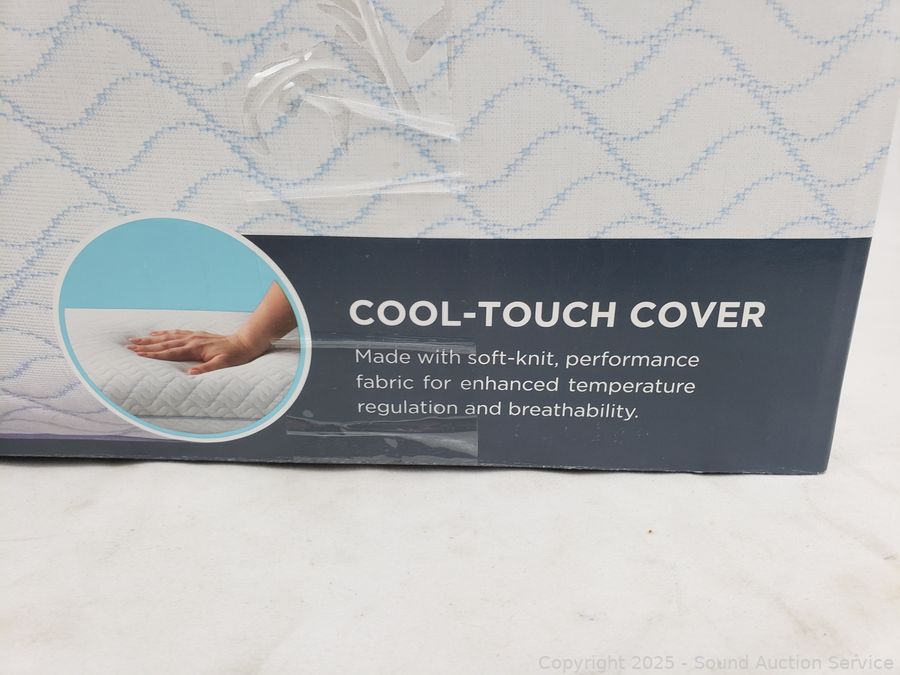 COOL-TOUCH COVER
Made with soft-knit, performance
fabric for enhanced temperature
regulation and breathability.
Copyright 2025 - Sound Auction Service